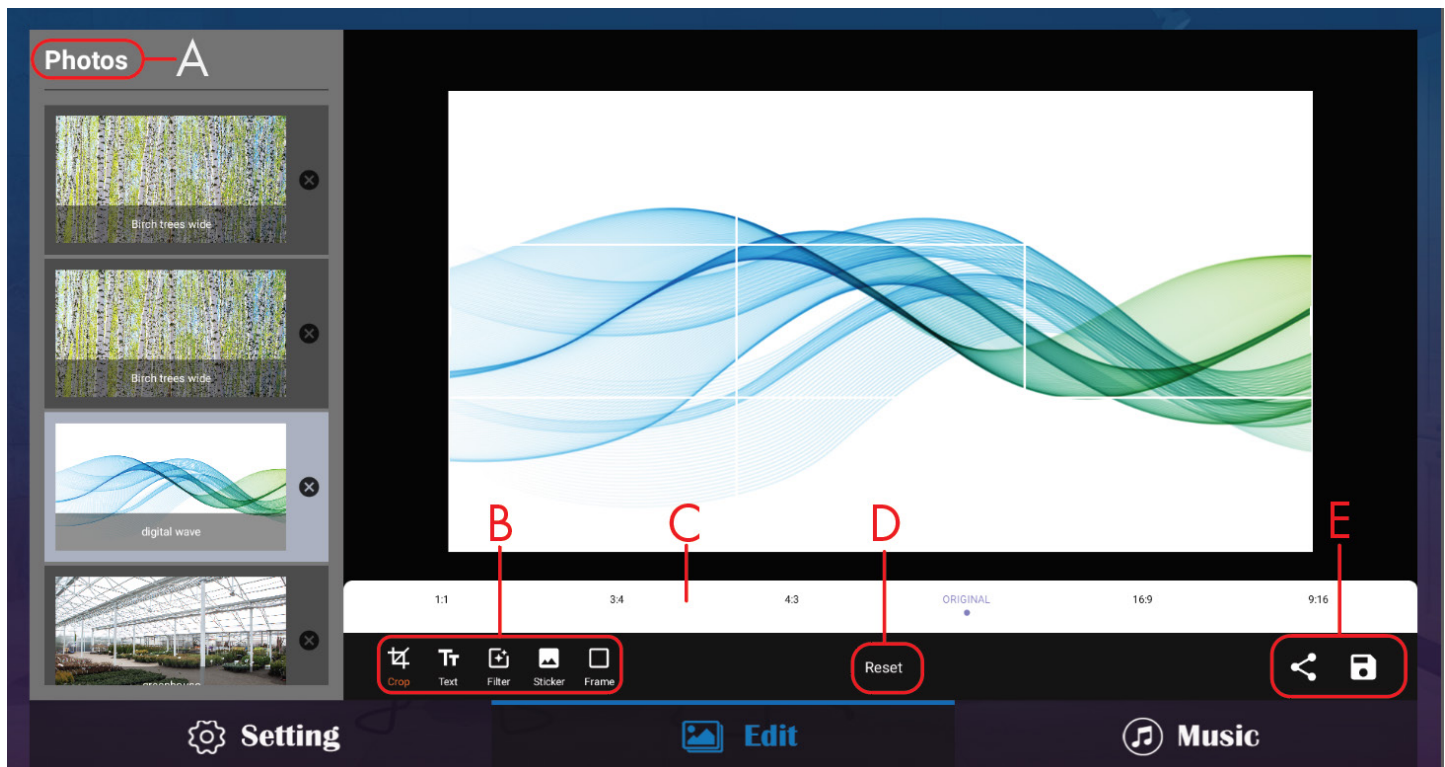 Photos
A
Birch trees wide
Birch trees wide
digital wave
greenhouse
B
C
D
E
1:1 3:4 4:3 ORIGINAL 16:9 9:16
Crop Text Filter Sticker Frame
Reset
Setting Edit Music